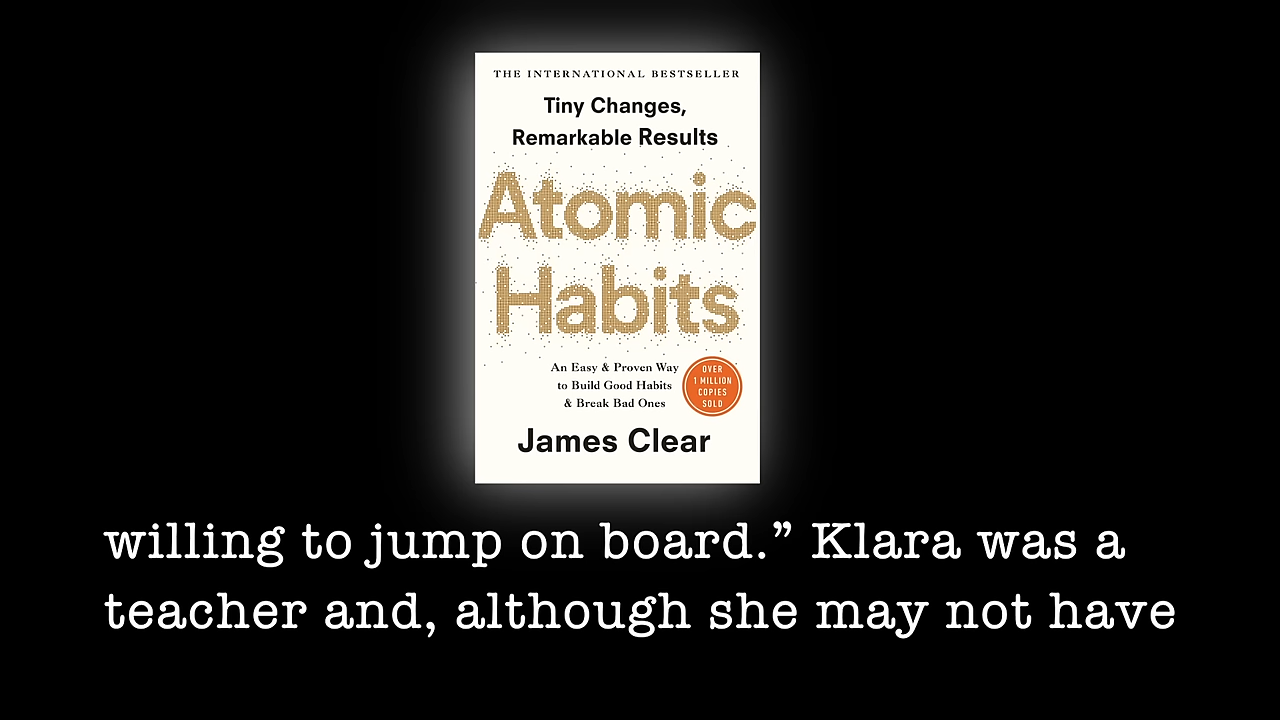 THE INTERNATIONAL BESTSELLER
Tiny Changes,
Remarkable Results
Atomic
Habits
An Easy & Proven Way
to Build Good Habits
& Break Bad Ones
OVER
1 MILLION
COPIES
SOLD
James Clear
willing to jump on board.” Klara was a
teacher and, although she may not have